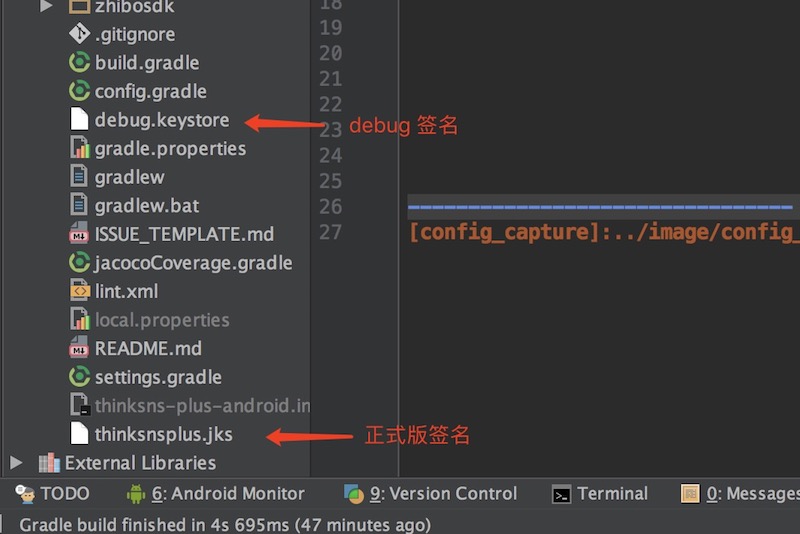 zhibosdk
.gitignore
build.gradle
config.gradle
debug.keystore
debug 签名
gradle.properties
gradlew
gradlew.bat
ISSUE_TEMPLATE.md
jacocoCoverage.gradle
lint.xml
local.properties
README.md
settings.gradle
thinksns-plus-android.in
thinksnsplus.jks
正式版签名
External Libraries
18
19
20
21
22
23
24
25
26
27
[config_capture]:../image/config_
TODO
6: Android Monitor
9: Version Control
Terminal
0: Messages
Gradle build finished in 4s 695ms (47 minutes ago)